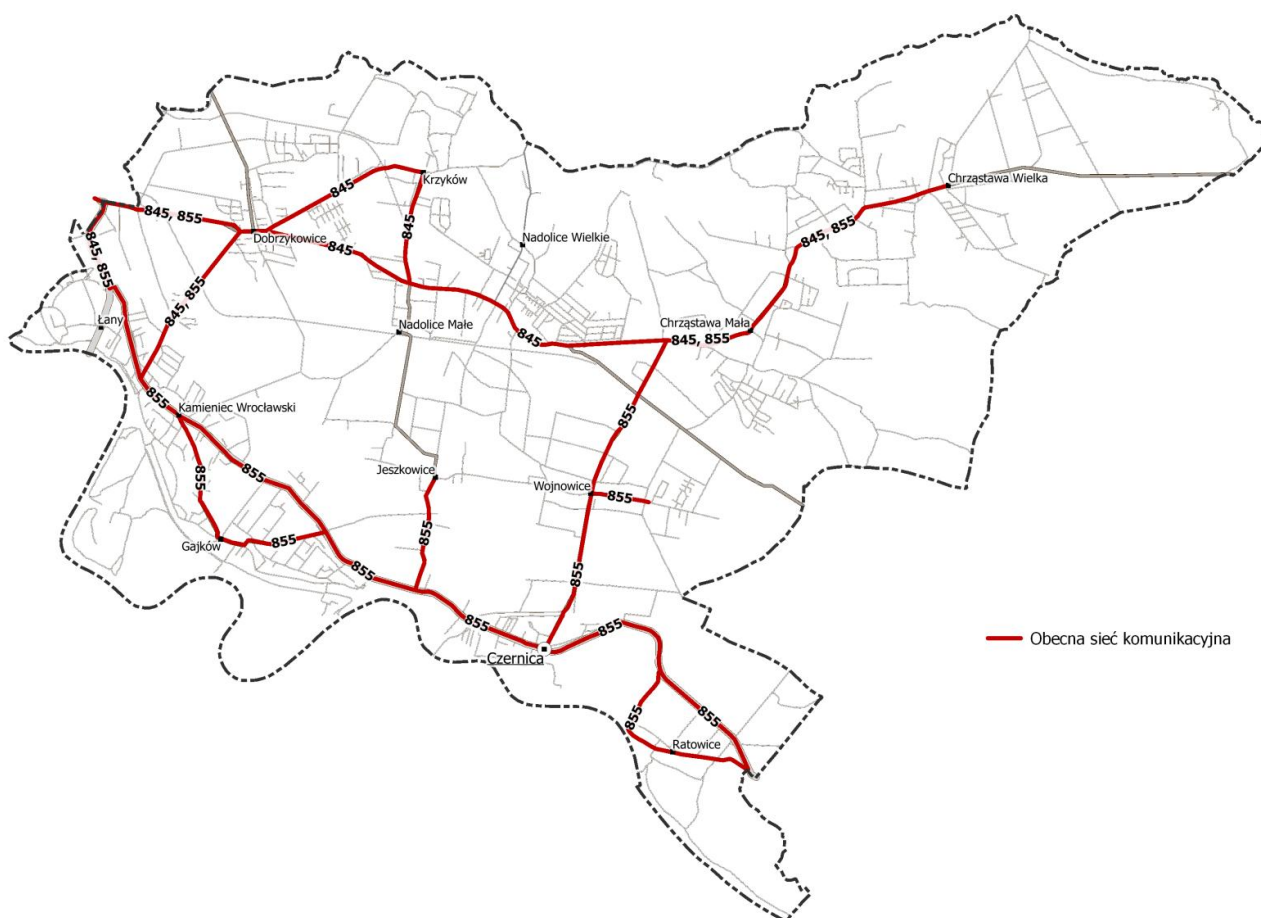 Chrząstawa Wielka
Krzyków
845
845, 855
845
845
Dobrzykowice
Nadolice Wielkie
845, 855
845
845, 855
Łany
Nadolice Małe
845
Chrząstawa Mała
845, 855
855
Kamieniec Wrocławski
855
855
855
Jeszkowice
Wojnowice
855
855
Gajków
855
855
855
855
855
Czernica
855
Obecna sieć komunikacyjna
855
855
Ratowice